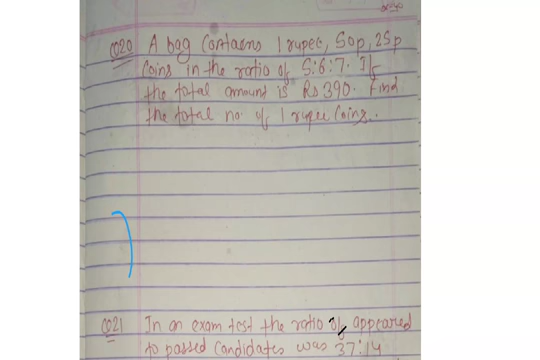 Q20 A bag contains 1 rupee, 50p, 25p
Coins in the ratio of 5:6:7. If
the total amount is Rs 390. Find
the total no. of 1 rupee Coins.
Q21 In an exam test the ratio of appeared
to passed Candidates was 37:14